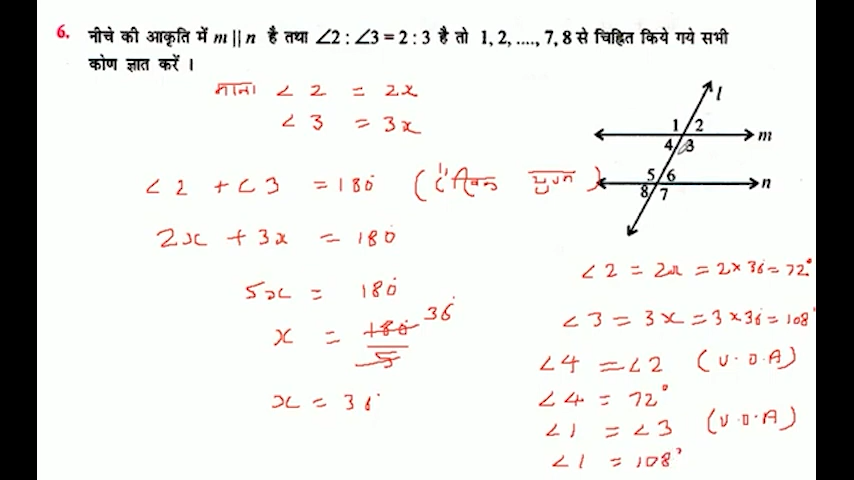 6. नीचे की आकृति में m || n है तथा ∠2 : ∠3 = 2 : 3 है तो 1, 2, ...., 7, 8 से चिह्नित किये गये सभी
कोण ज्ञात करें ।
माना ∠2 = 2x
∠3 = 3x
∠2 + ∠3 = 180° (रैखिक युग्म)
2x + 3x = 180°
5x = 180°
x = 180° / 5 36°
x = 36°
l
1 2
m
4 3
5 6
n
8 7
∠2 = 2x = 2×36° = 72°
∠3 = 3x = 3×36° = 108°
∠4 = ∠2 (V.O.A)
∠4 = 72°
∠1 = ∠3 (V.O.A)
∠1 = 108°